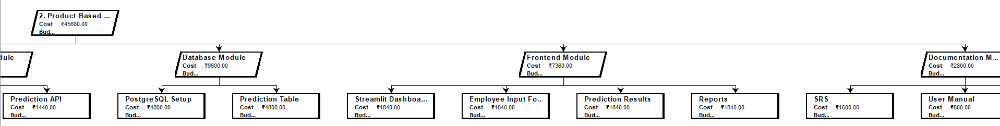 2. Product-Based ...
Cost ₹45680.00
Bud...
dule
Database Module
Cost ₹9600.00
Bud...
Frontend Module
Cost ₹7360.00
Bud...
Documentation M...
Cost ₹2800.00
Bud...
Prediction API
Cost ₹1440.00
Bud...
PostgreSQL Setup
Cost ₹4800.00
Bud...
Prediction Table
Cost ₹4800.00
Bud...
Streamlit Dashboa...
Cost ₹1840.00
Bud...
Employee Input Fo...
Cost ₹1840.00
Bud...
Prediction Results
Cost ₹1840.00
Bud...
Reports
Cost ₹1840.00
Bud...
SRS
Cost ₹1600.00
Bud...
User Manual
Cost ₹800.00
Bud...